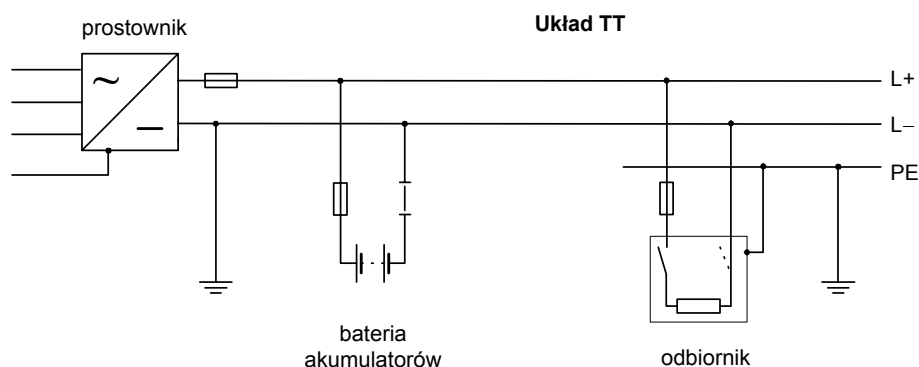 Układ TT
prostownik
~
–
L+
L–
PE
bateria
akumulatorów
odbiornik